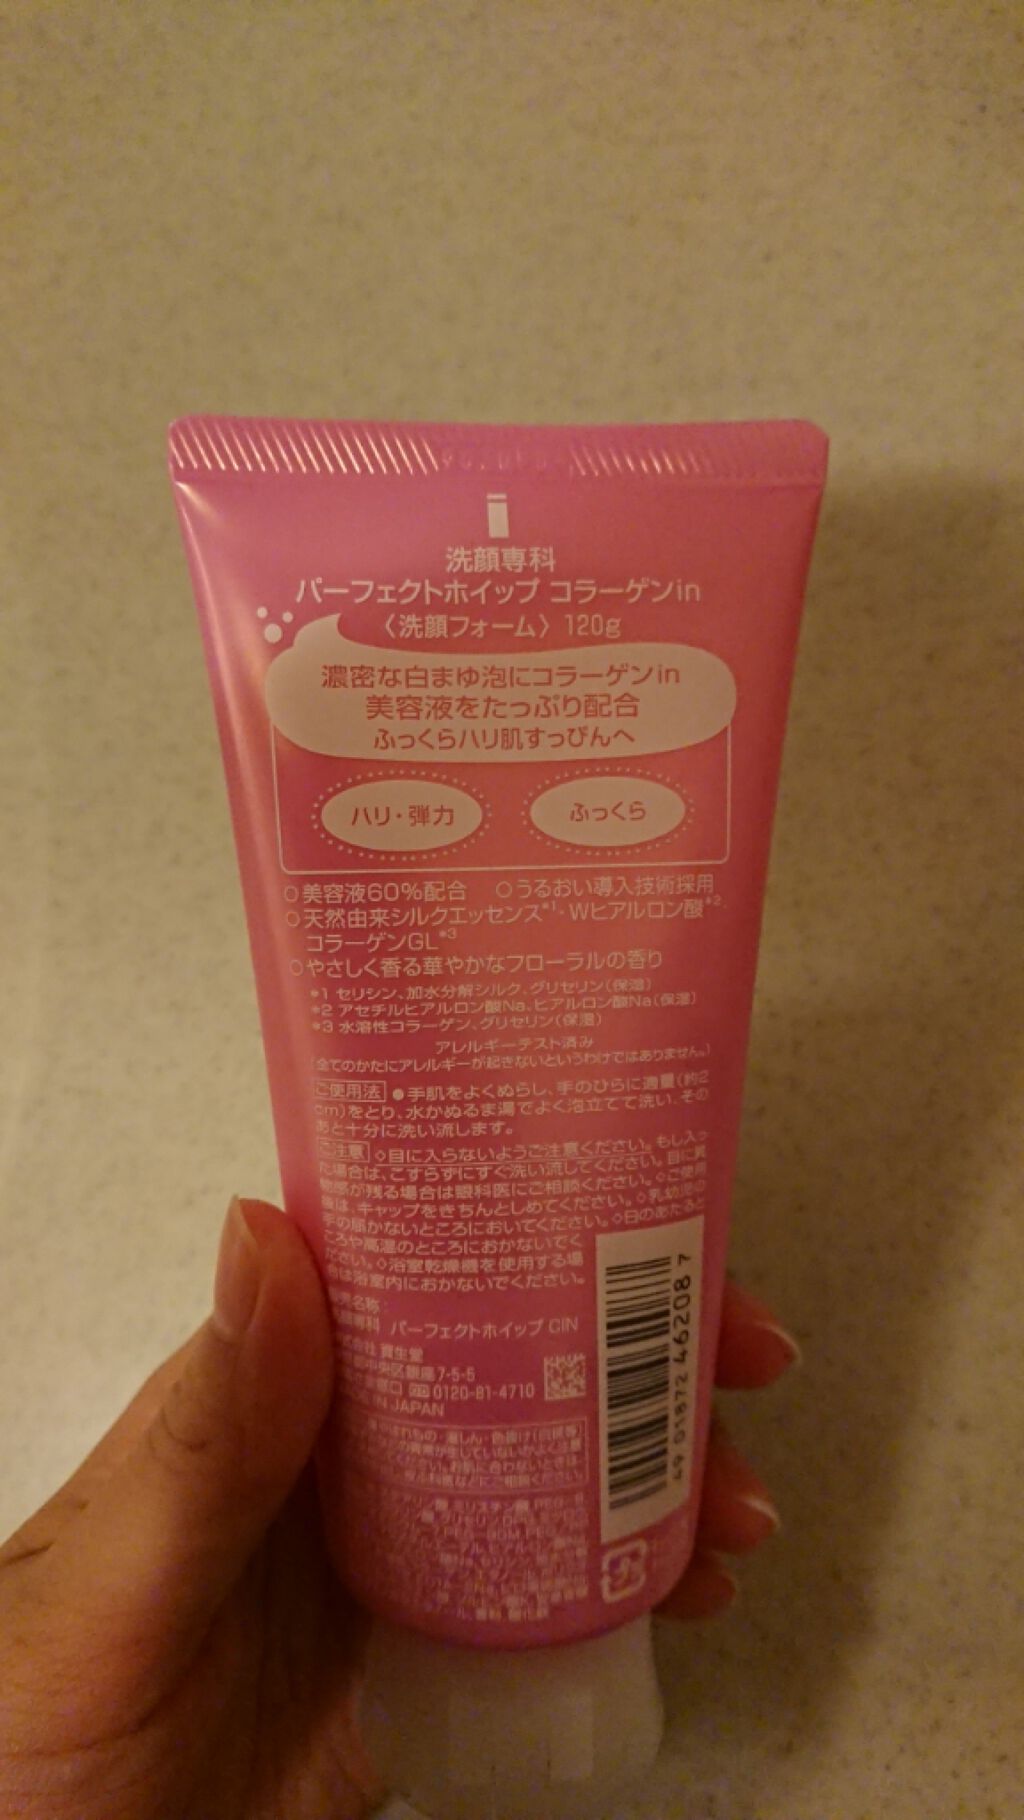 洗顔専科
パーフェクトホイップ コラーゲンin
〈洗顔フォーム〉 120g
濃密な白まゆ泡にコラーゲンin
美容液をたっぷり配合
ふっくらハリ肌すっぴんへ
ハリ・弾力 ふっくら
○美容液60%配合 ○うるおい導入技術採用
○天然由来シルクエッセンス*1・Wヒアルロン酸*2・
コラーゲンGL*3
○やさしく香る華やかなフローラルの香り
*1 セリシン、加水分解シルク、グリセリン(保湿)
*2 アセチルヒアルロン酸Na、ヒアルロン酸Na(保湿)
*3 水溶性コラーゲン、グリセリン(保湿)
アレルギーテスト済み
(全てのかたにアレルギーが起きないというわけではありません。)
ご使用法 ●手肌をよくぬらし、手のひらに適量(約2
cm)をとり、水かぬるま湯でよく泡立てて洗い、その
あと十分に洗い流します。
ご注意 ◇目に入らないようご注意ください。もし入っ
た場合は、こすらずにすぐ洗い流してください。目に異
物感が残る場合は眼科医にご相談ください。◇ご使用
後は、キャップをきちんとしめてください。◇乳幼児の
手の届かないところにおいてください。◇日のあたると
ころや高温のところにおかないでく
ださい。◇浴室乾燥機を使用する場
合は浴室内におかないでください。
名称:
専科 パーフェクトホイップ CIN
資生堂
中央区銀座7-5-5
窓口 0120-81-4710
IN JAPAN
49 01872 46208 7